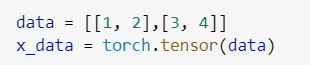 data = [[1, 2],[3, 4]]
x_data = torch.tensor(data)